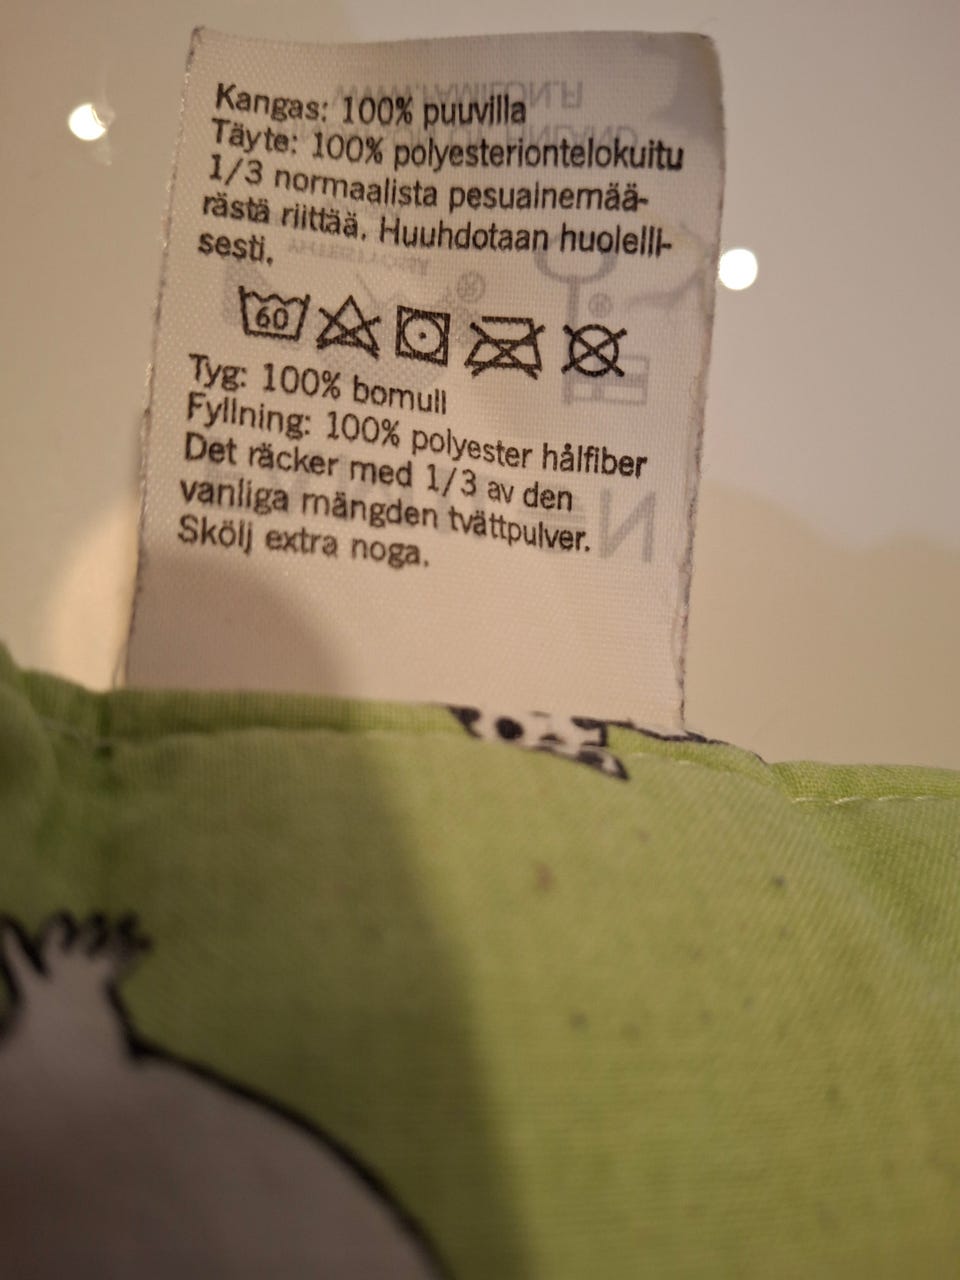 Kangas: 100% puuvilla
Täyte: 100% polyesteriontelokuitu
1/3 normaalista pesuainemää-
rästä riittää. Huuhdotaan huolelli-
sesti.
60
Tyg: 100% bomull
Fyllning: 100% polyester hålfiber
Det räcker med 1/3 av den
vanliga mängden tvättpulver.
Skölj extra noga.